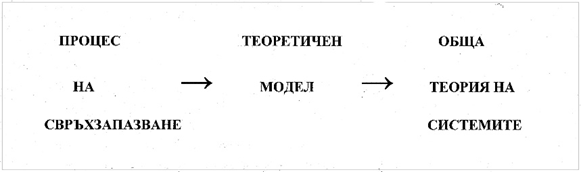 ПРОЦЕС
НА
СВРЪХЗАПАЗВАНЕ
→
ТЕОРЕТИЧЕН
МОДЕЛ
→
ОБЩА
ТЕОРИЯ НА
СИСТЕМИТЕ